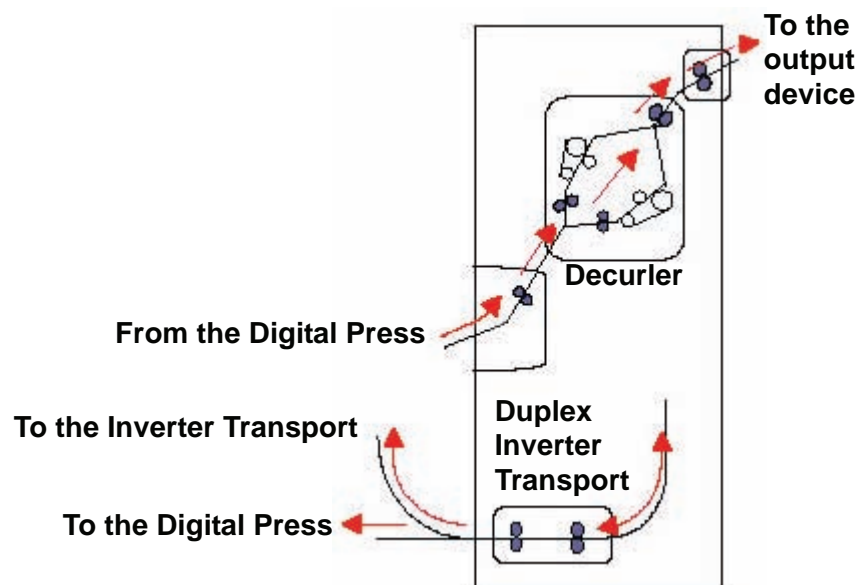 To the
output
device
Decurler
From the Digital Press
Duplex
Inverter
Transport
To the Inverter Transport
To the Digital Press